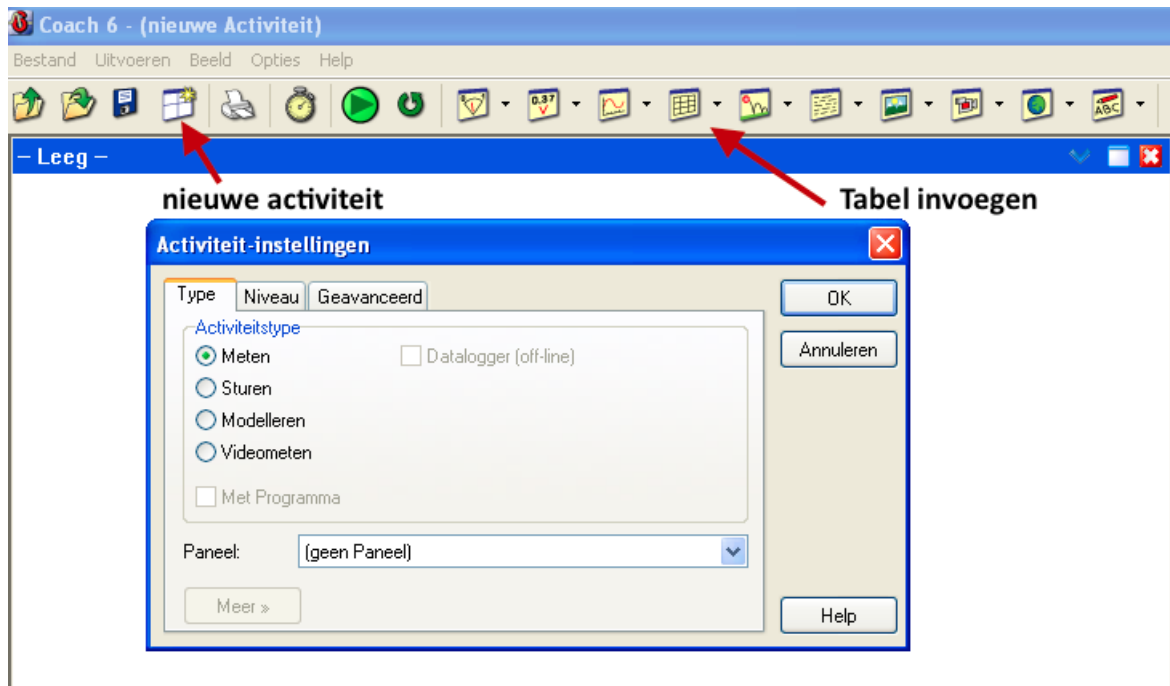 Coach 6 - (nieuwe Activiteit)
Bestand Uitvoeren Beeld Opties Help
0.37
V
ABC
– Leeg –
nieuwe activiteit
Tabel invoegen
Activiteit-instellingen
Type Niveau Geavanceerd
OK
Activiteitstype
Meten
Datalogger (off-line)
Annuleren
Sturen
Modelleren
Videometen
Met Programma
Paneel: (geen Paneel)
Meer »
Help